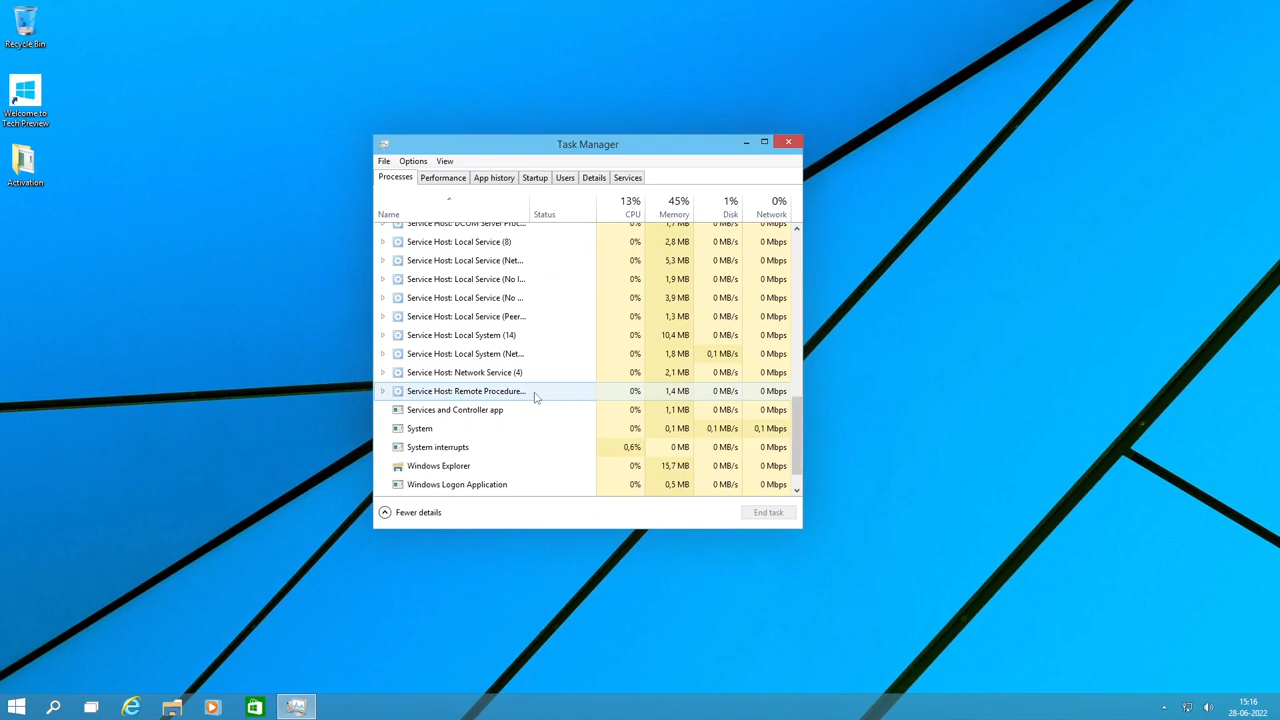 Recycle Bin
Welcome to
Tech Preview
Activation
Task Manager
File Options View
Processes Performance App history Startup Users Details Services
13% 45% 1% 0%
Name Status CPU Memory Disk Network
Service Host: DCOM Server Proc... 0% 1,7 MB 0 MB/s 0 Mbps
Service Host: Local Service (8) 0% 2,8 MB 0 MB/s 0 Mbps
Service Host: Local Service (Net... 0% 5,3 MB 0 MB/s 0 Mbps
Service Host: Local Service (No I... 0% 1,9 MB 0 MB/s 0 Mbps
Service Host: Local Service (No ... 0% 3,9 MB 0 MB/s 0 Mbps
Service Host: Local Service (Peer... 0% 1,3 MB 0 MB/s 0 Mbps
Service Host: Local System (14) 0% 10,4 MB 0 MB/s 0 Mbps
Service Host: Local System (Net... 0% 1,8 MB 0,1 MB/s 0 Mbps
Service Host: Network Service (4) 0% 2,1 MB 0 MB/s 0 Mbps
Service Host: Remote Procedure... 0% 1,4 MB 0 MB/s 0 Mbps
Services and Controller app 0% 1,1 MB 0 MB/s 0 Mbps
System 0% 0,1 MB 0,1 MB/s 0,1 Mbps
System interrupts 0,6% 0 MB 0 MB/s 0 Mbps
Windows Explorer 0% 15,7 MB 0 MB/s 0 Mbps
Windows Logon Application 0% 0,5 MB 0 MB/s 0 Mbps
Fewer details End task
15:16
28-06-2022